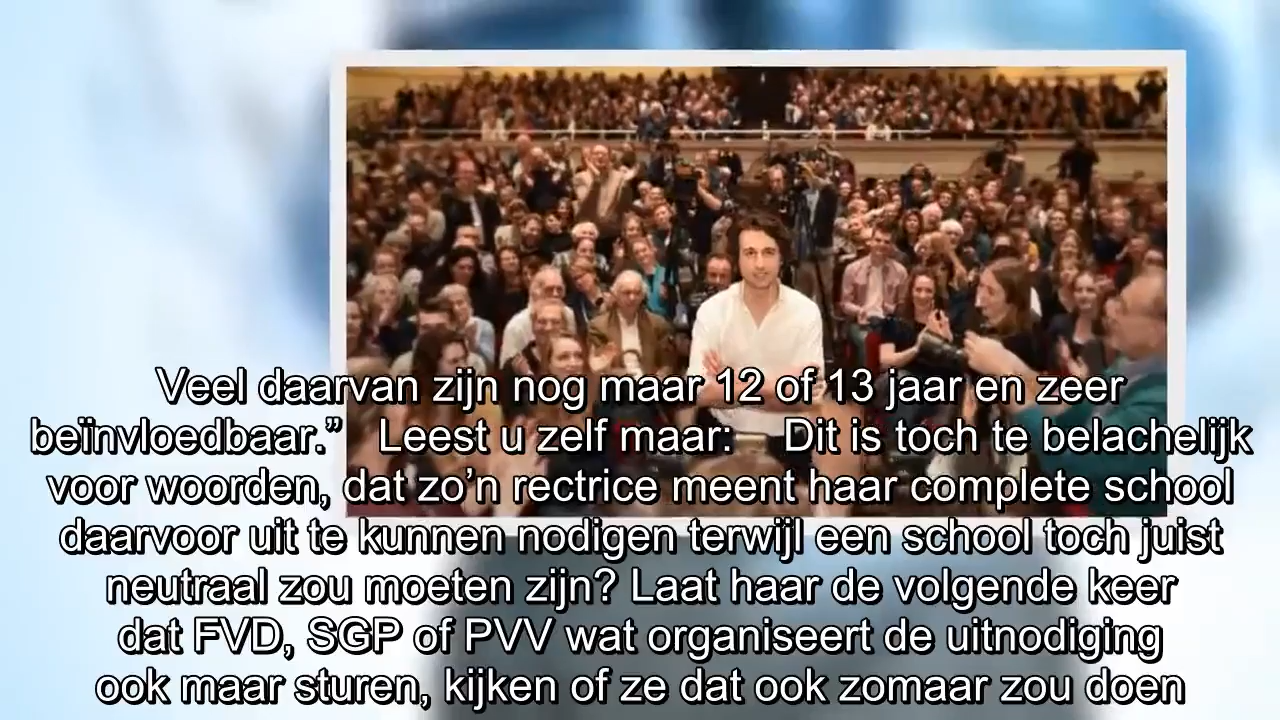 Veel daarvan zijn nog maar 12 of 13 jaar en zeer
beïnvloedbaar.” Leest u zelf maar: Dit is toch te belachelijk
voor woorden, dat zo’n rectrice meent haar complete school
daarvoor uit te kunnen nodigen terwijl een school toch juist
neutraal zou moeten zijn? Laat haar de volgende keer
dat FVD, SGP of PVV wat organiseert de uitnodiging
ook maar sturen, kijken of ze dat ook zomaar zou doen